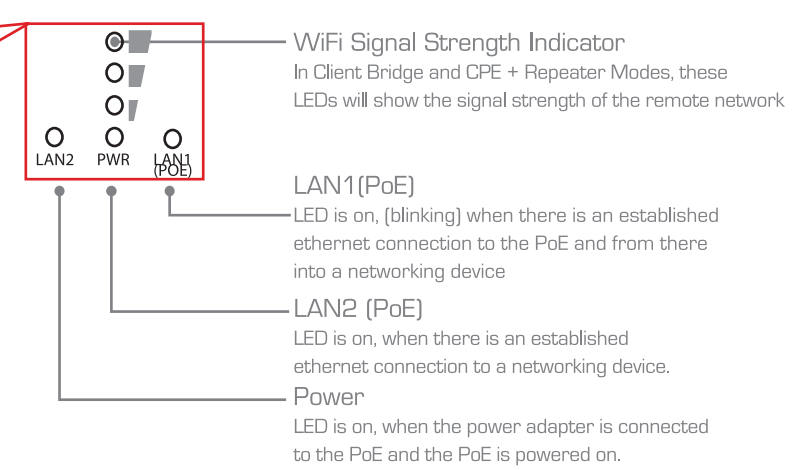 WiFi Signal Strength Indicator
In Client Bridge and CPE + Repeater Modes, these
LEDs will show the signal strength of the remote network
LAN2 PWR LAN1
(POE)
LAN1(PoE)
LED is on, (blinking) when there is an established
ethernet connection to the PoE and from there
into a networking device
LAN2 (PoE)
LED is on, when there is an established
ethernet connection to a networking device.
Power
LED is on, when the power adapter is connected
to the PoE and the PoE is powered on.